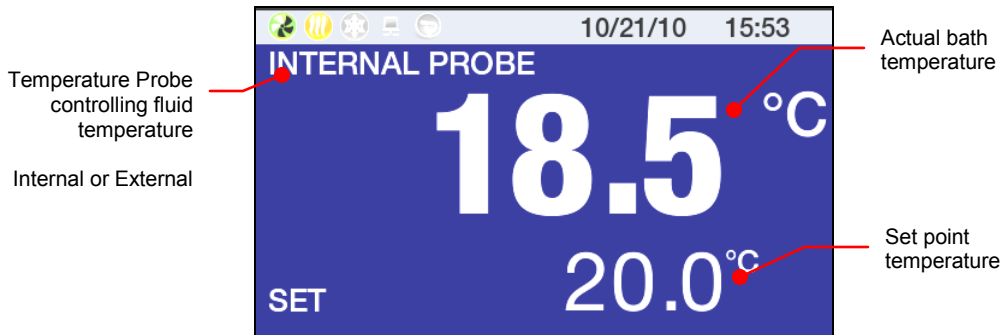 10/21/10 15:53
INTERNAL PROBE
18.5 °C
20.0 °C
SET
Temperature Probe
controlling fluid
temperature
Internal or External
Actual bath
temperature
Set point
temperature